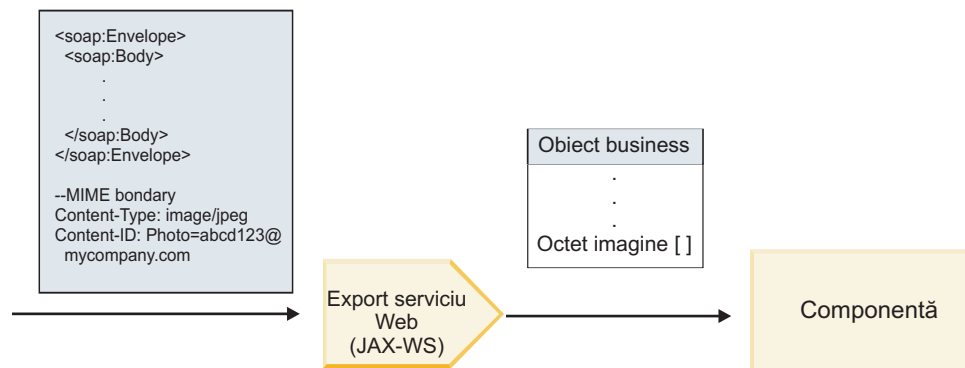 <soap:Envelope>
<soap:Body>
.
.
.
</soap:Body>
</soap:Envelope>
--MIME bondary
Content-Type: image/jpeg
Content-ID: Photo=abcd123@
mycompany.com
Export serviciu
Web
(JAX-WS)
Obiect business
.
.
.
Octet imagine [ ]
Componentă